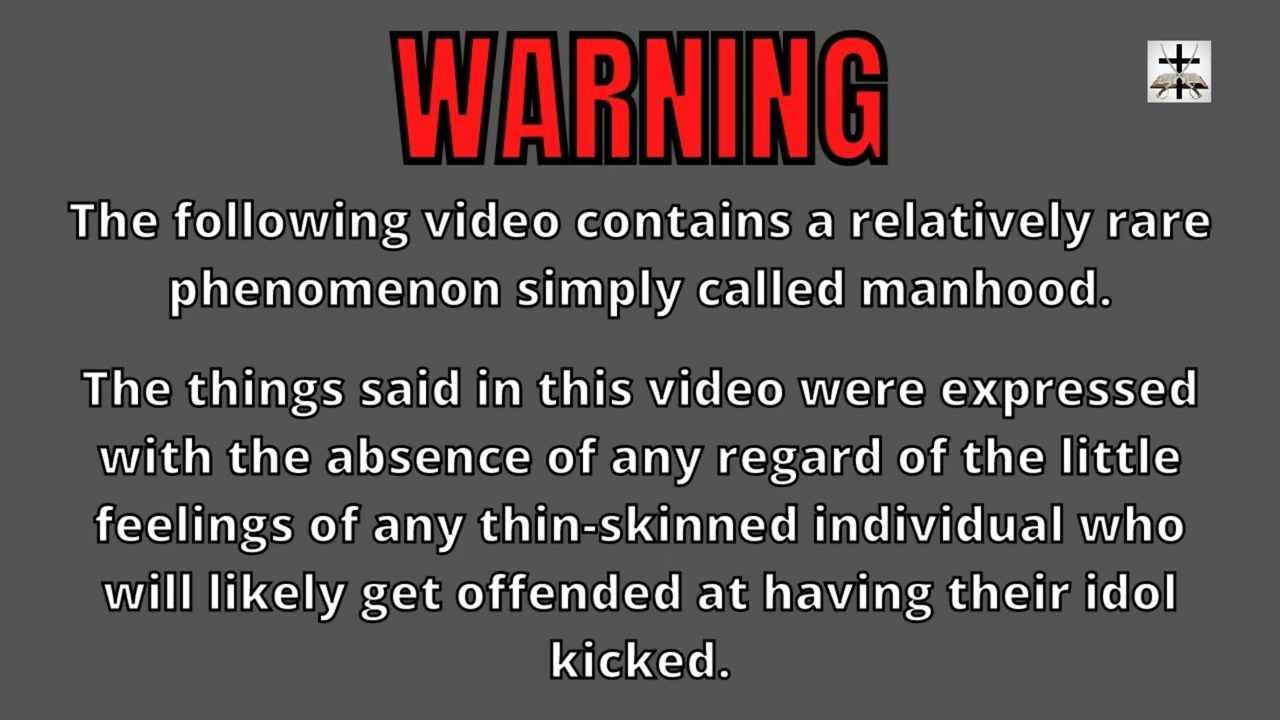 WARNING
The following video contains a relatively rare
phenomenon simply called manhood.
The things said in this video were expressed
with the absence of any regard of the little
feelings of any thin-skinned individual who
will likely get offended at having their idol
kicked.